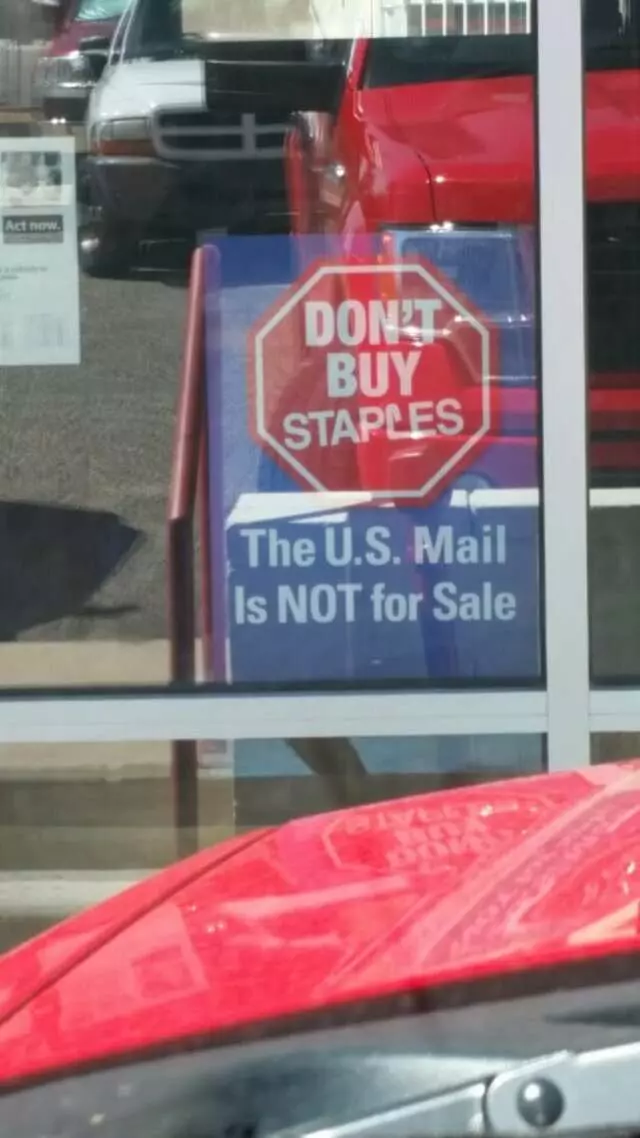 Act now.
DON'T
BUY
STAPLES
The U.S. Mail
Is NOT for Sale